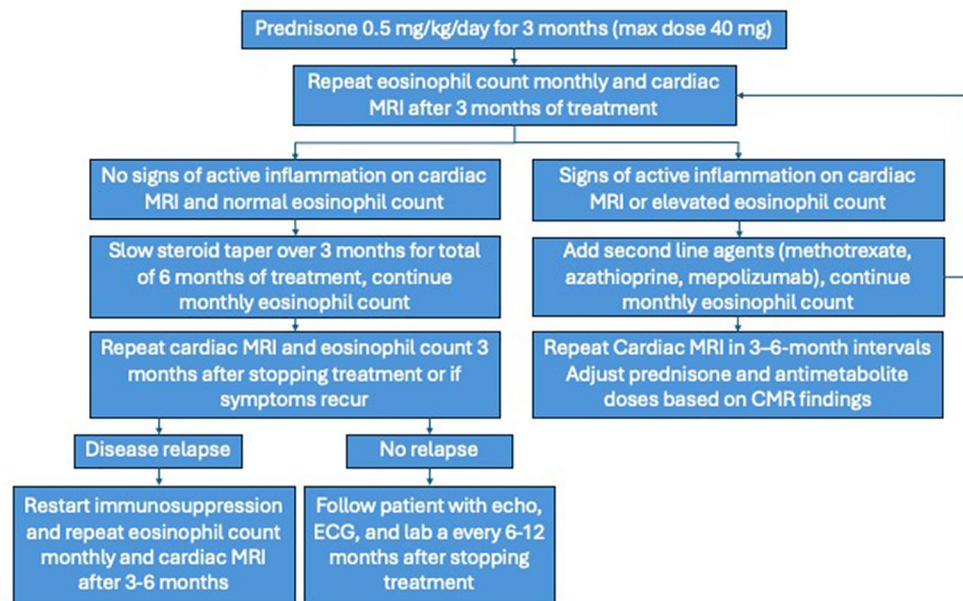 Prednisone 0.5 mg/kg/day for 3 months (max dose 40 mg)
Repeat eosinophil count monthly and cardiac
MRI after 3 months of treatment
No signs of active inflammation on cardiac
MRI and normal eosinophil count
Signs of active inflammation on cardiac
MRI or elevated eosinophil count
Slow steroid taper over 3 months for total
of 6 months of treatment, continue
monthly eosinophil count
Add second line agents (methotrexate,
azathioprine, mepolizumab), continue
monthly eosinophil count
Repeat cardiac MRI and eosinophil count 3
months after stopping treatment or if
symptoms recur
Repeat Cardiac MRI in 3–6-month intervals
Adjust prednisone and antimetabolite
doses based on CMR findings
Disease relapse
No relapse
Restart immunosuppression
and repeat eosinophil count
monthly and cardiac MRI
after 3-6 months
Follow patient with echo,
ECG, and lab a every 6-12
months after stopping
treatment